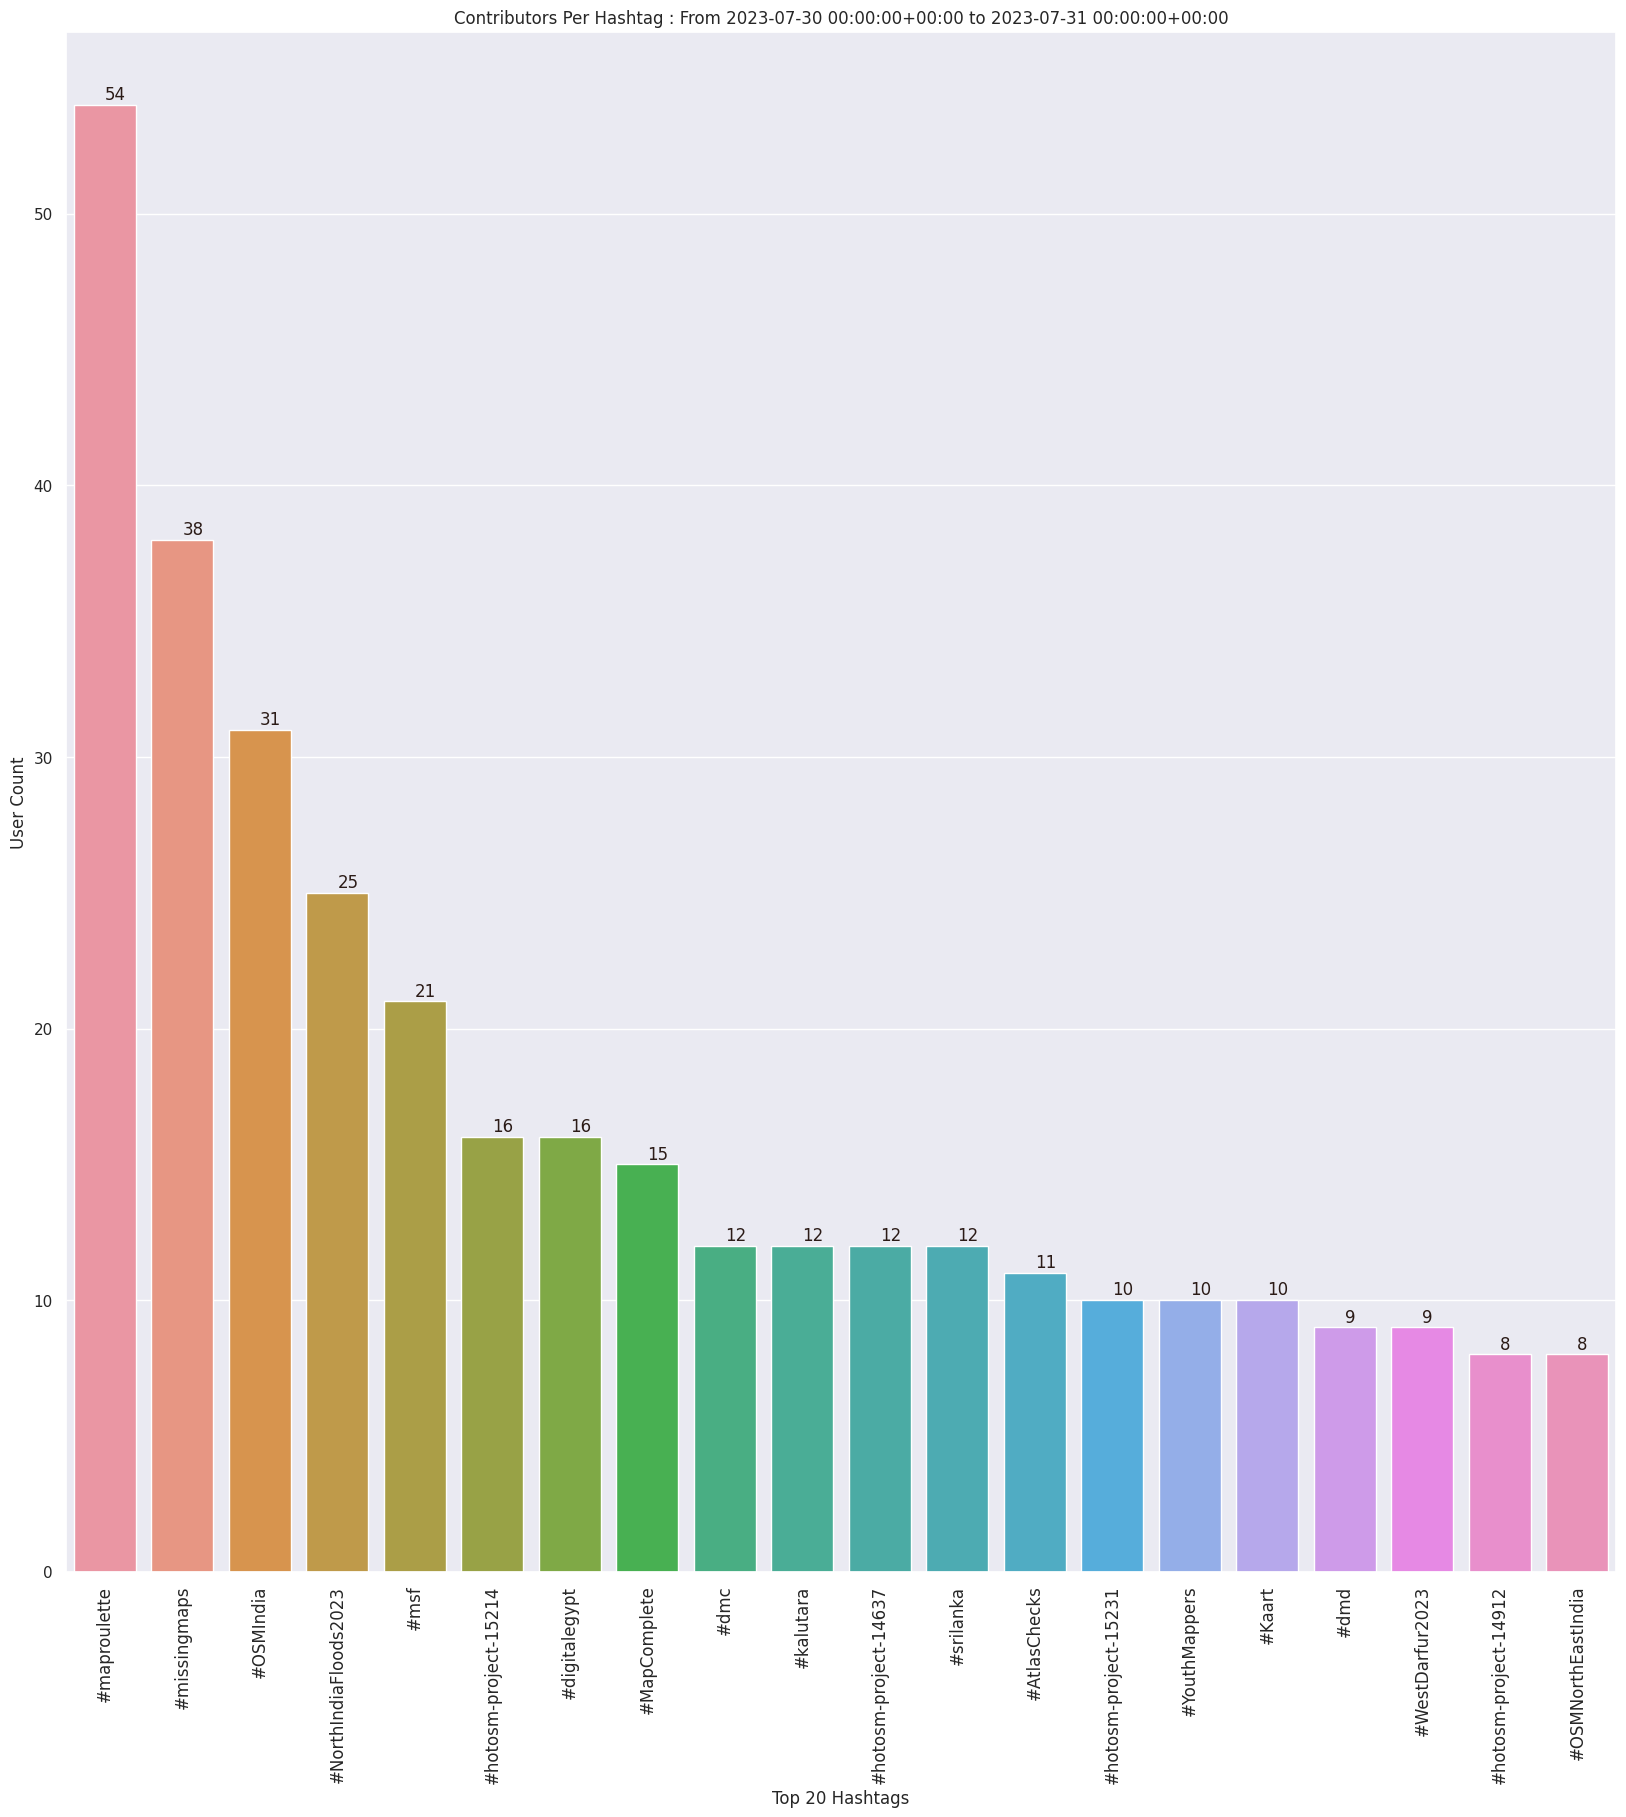 Contributors Per Hashtag : From 2023-07-30 00:00:00+00:00 to 2023-07-31 00:00:00+00:00
User Count
50
40
30
20
10
0
54
38
31
25
21
16
16
15
12
12
12
12
11
10
10
10
9
9
8
8
#maproulette
#missingmaps
#OSMIndia
#NorthIndiaFloods2023
#msf
#hotosm-project-15214
#digitalegypt
#MapComplete
#dmc
#kalutara
#hotosm-project-14637
#srilanka
#AtlasChecks
#hotosm-project-15231
#YouthMappers
#Kaart
#dmd
#WestDarfur2023
#hotosm-project-14912
#OSMNorthEastIndia
Top 20 Hashtags